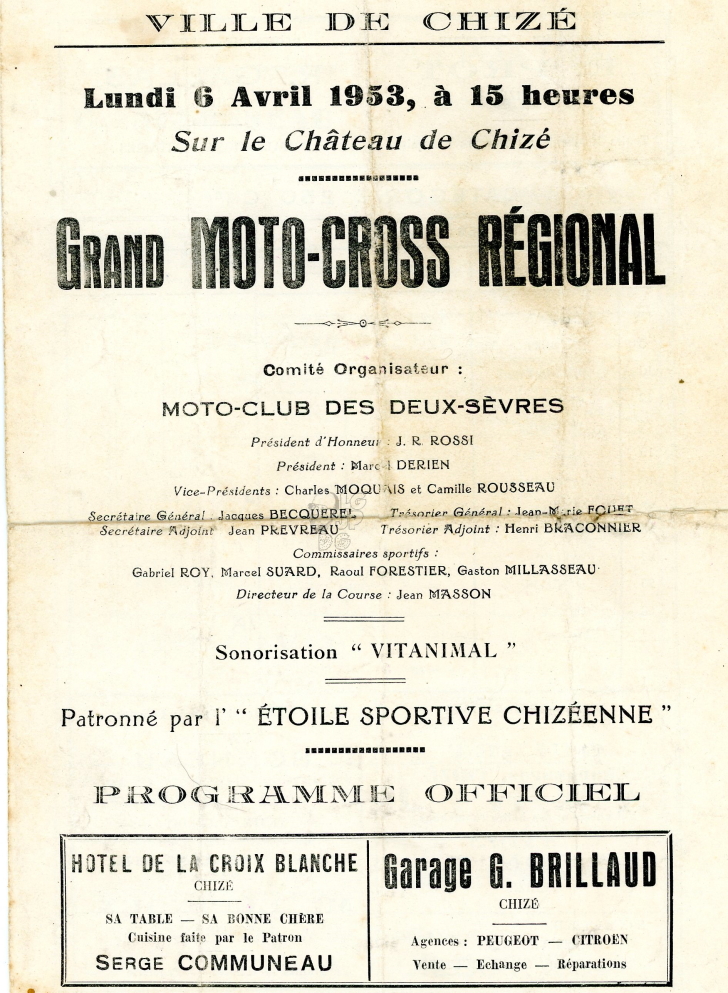 VILLE DE CHIZÉ
Lundi 6 Avril 1953, à 15 heures
Sur le Château de Chizé
GRAND MOTO-CROSS RÉGIONAL
Comité Organisateur :
MOTO-CLUB DES DEUX-SÈVRES
Président d'Honneur : J. R. ROSSI
Président : Marcel DERIEN
Vice-Présidents : Charles MOQUAIS et Camille ROUSSEAU
Secrétaire Général : Jacques BECQUEREL Trésorier Général : Jean-Marie
Secrétaire Adjoint Jean PREVREAU Trésorier Adjoint : Henri BRACONNIER
Commissaires sportifs :
Gabriel ROY, Marcel SUARD, Raoul FORESTIER, Gaston MILLASSEAU
Directeur de la Course : Jean MASSON
Sonorisation “ VITANIMAL ”
Patronné par l' “ ÉTOILE SPORTIVE CHIZÉENNE ”
PROGRAMME OFFICIEL
HOTEL DE LA CROIX BLANCHE
CHIZÉ
SA TABLE — SA BONNE CHÈRE
Cuisine faite par le Patron
SERGE COMMUNEAU
Garage G. BRILLAUD
CHIZÉ
Agences : PEUGEOT — CITROËN
Vente — Echange — Réparations